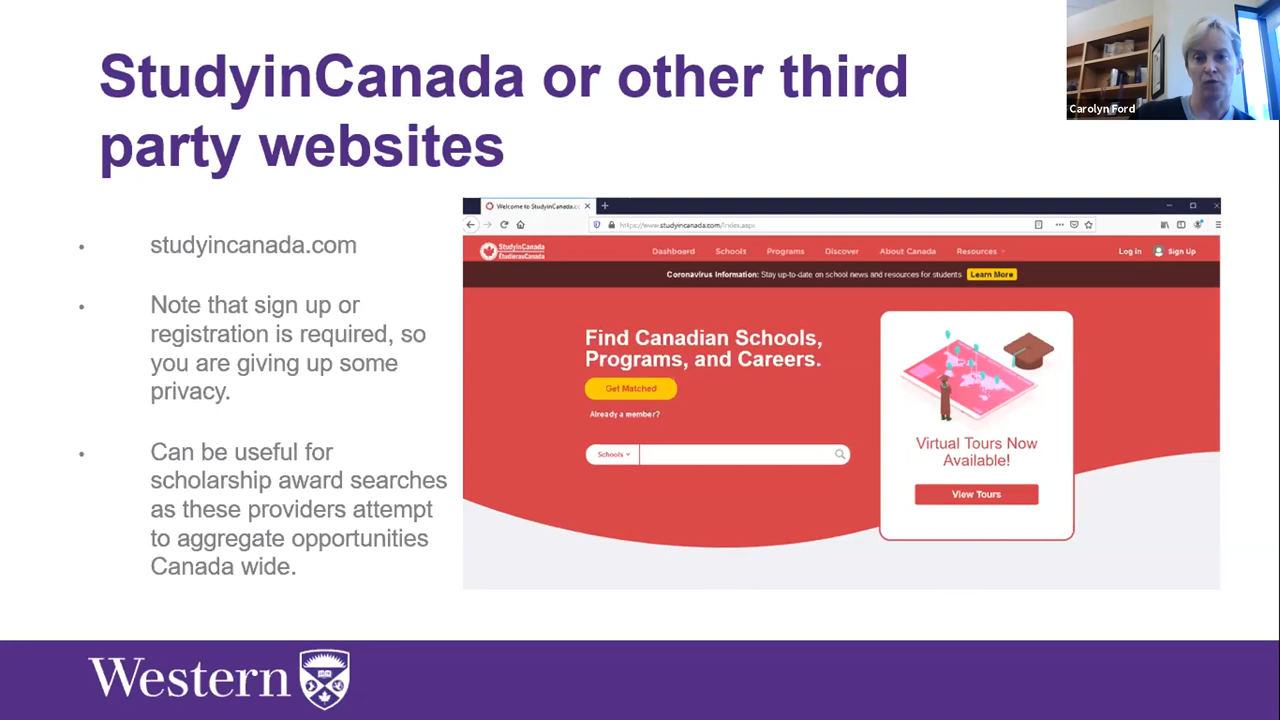 StudyinCanada or other third
party websites
Carolyn Ford
• studyincanada.com
• Note that sign up or
registration is required, so
you are giving up some
privacy.
• Can be useful for
scholarship award searches
as these providers attempt
to aggregate opportunities
Canada wide.
Welcome to StudyinCanada.cc
https://www.studyincanada.com/Index.aspx
StudyinCanada
ÉtudierauCanada
Dashboard Schools Programs Discover About Canada Resources Log in Sign Up
Coronavirus Information: Stay up-to-date on school news and resources for students Learn More
Find Canadian Schools,
Programs, and Careers.
Get Matched
Already a member?
Schools
Virtual Tours Now
Available!
View Tours
Western